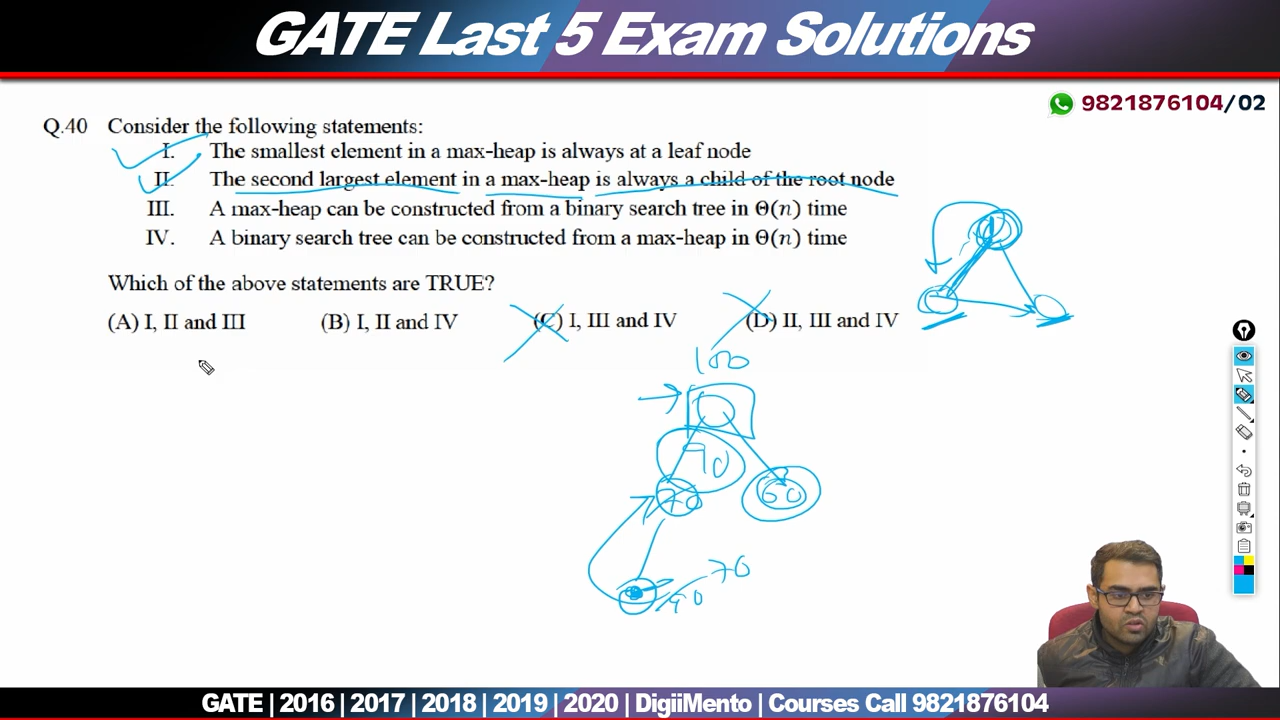 GATE Last 5 Exam Solutions
9821876104/02
Q.40 Consider the following statements:
I. The smallest element in a max-heap is always at a leaf node
II. The second largest element in a max-heap is always a child of the root node
III. A max-heap can be constructed from a binary search tree in Θ(n) time
IV. A binary search tree can be constructed from a max-heap in Θ(n) time
Which of the above statements are TRUE?
(A) I, II and III (B) I, II and IV (C) I, III and IV (D) II, III and IV
100
90
60
70
90
GATE | 2016 | 2017 | 2018 | 2019 | 2020 | DigiiMento | Courses Call 9821876104